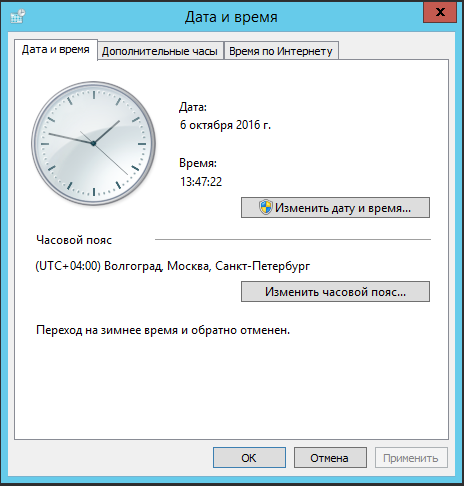 Дата и время
x
Дата и время
Дополнительные часы
Время по Интернету
Дата:
6 октября 2016 г.
Время:
13:47:22
Изменить дату и время...
Часовой пояс
(UTC+04:00) Волгоград, Москва, Санкт-Петербург
Изменить часовой пояс...
Переход на зимнее время и обратно отменен.
OK
Отмена
Применить